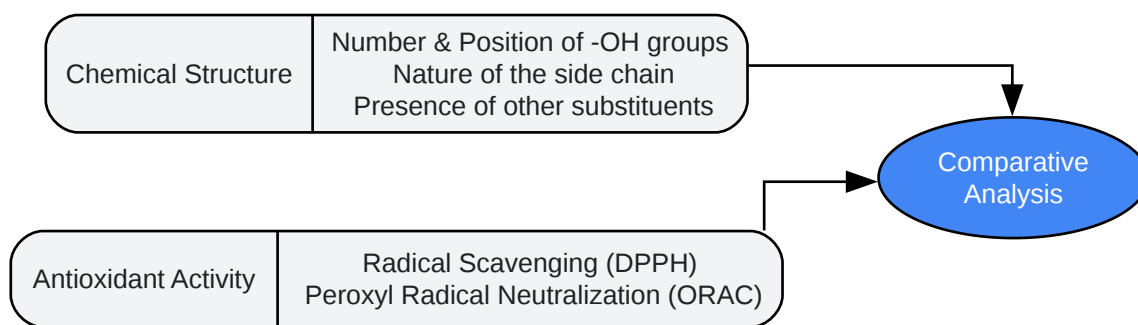 Chemical Structure
Number & Position of -OH groups
Nature of the side chain
Presence of other substituents
Comparative
Analysis
Antioxidant Activity
Radical Scavenging (DPPH)
Peroxyl Radical Neutralization (ORAC)